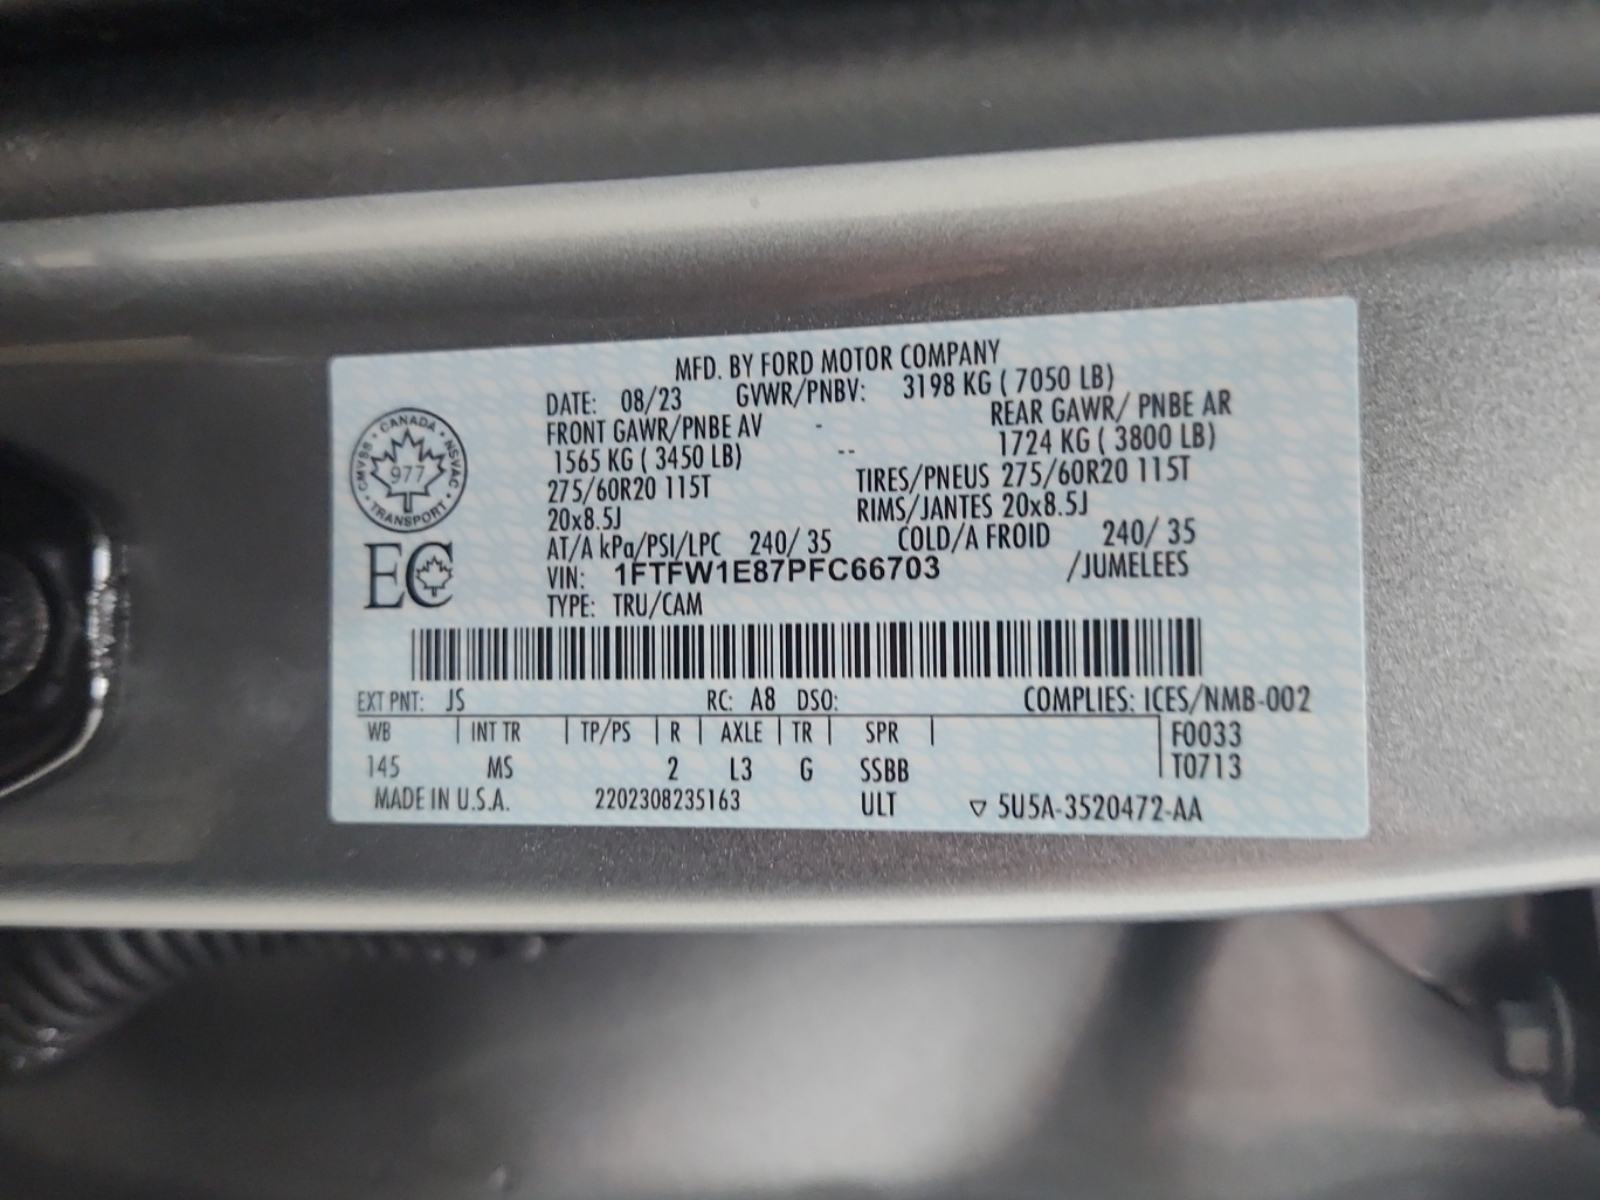 MFD. BY FORD MOTOR COMPANY
DATE: 08/23 GVWR/PNBV: 3198 KG ( 7050 LB)
FRONT GAWR/PNBE AV - REAR GAWR/ PNBE AR
1565 KG ( 3450 LB) -- 1724 KG ( 3800 LB)
275/60R20 115T TIRES/PNEUS 275/60R20 115T
20x8.5J RIMS/JANTES 20x8.5J
AT/A kPa/PSI/LPC 240/ 35 COLD/A FROID 240/ 35
VIN: 1FTFW1E87PFC66703 /JUMELEES
TYPE: TRU/CAM
CANADA
CMVSS 977 NSVAC
TRANSPORT
EC
EXT PNT: JS RC: A8 DSO: COMPLIES: ICES/NMB-002
WB | INT TR | TP/PS | R | AXLE | TR | SPR | F0033
145 MS 2 L3 G SSBB T0713
MADE IN U.S.A. 2202308235163 ULT ▽ 5U5A-3520472-AA